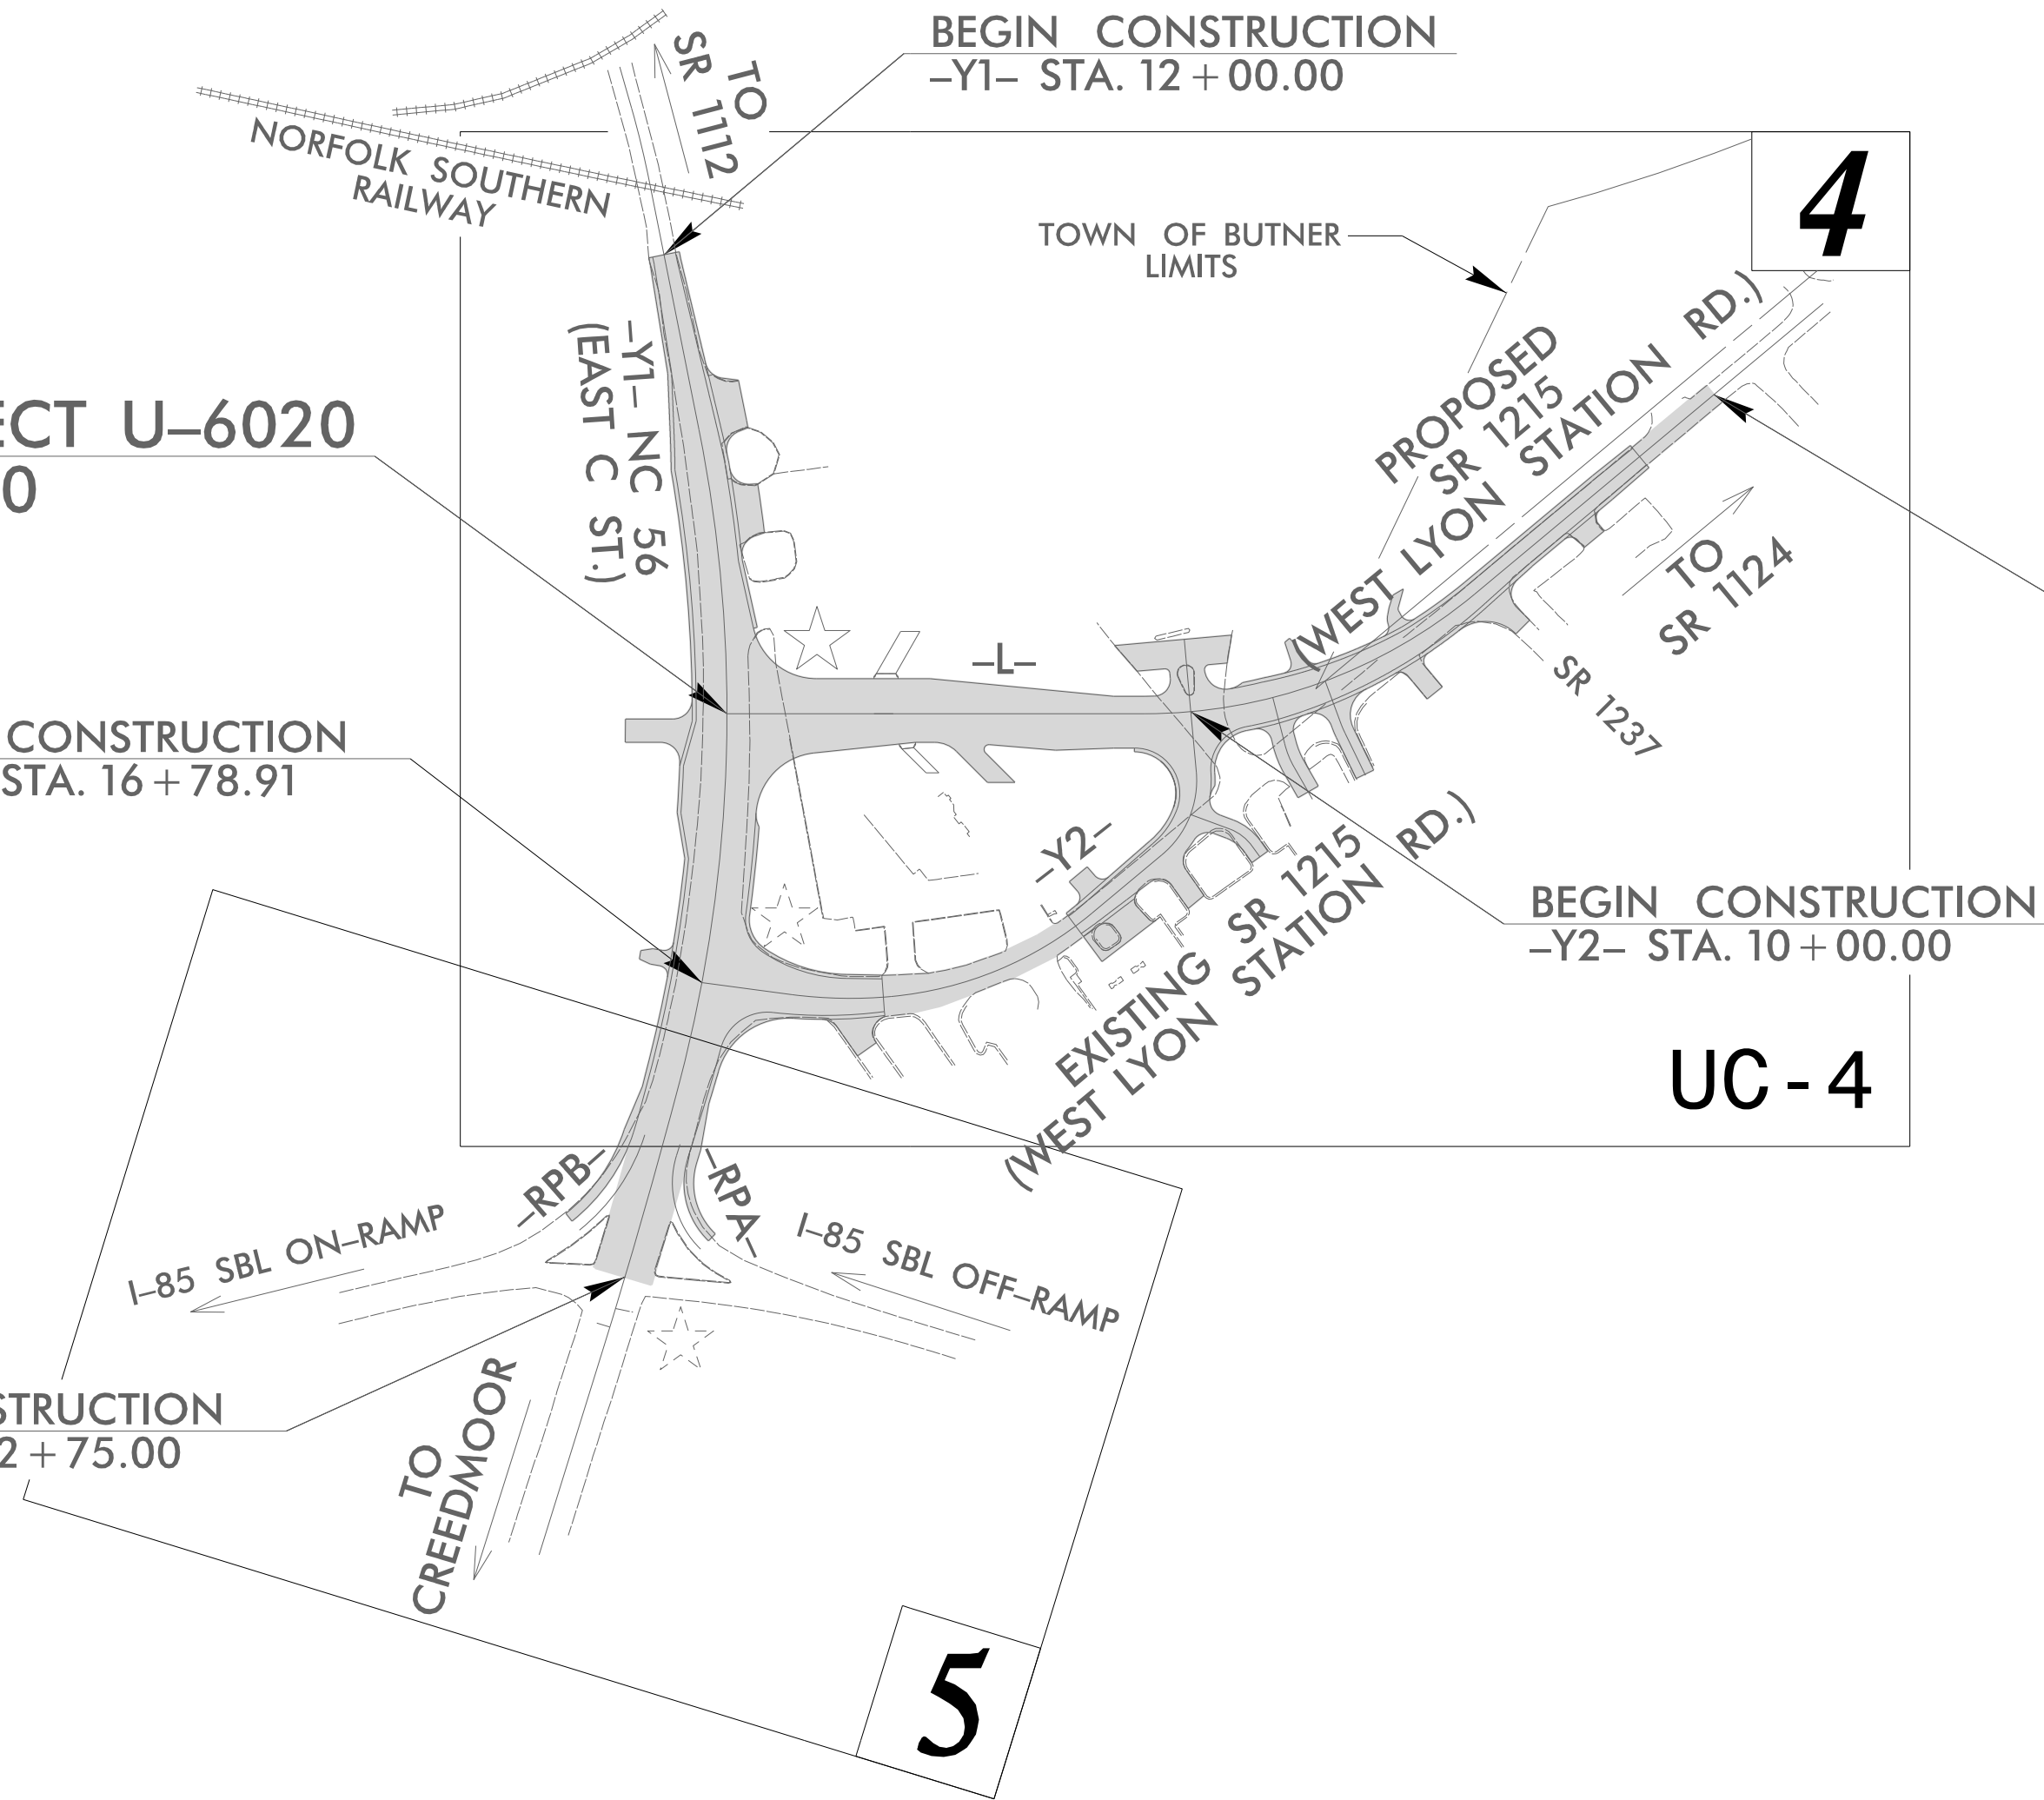 BEGIN CONSTRUCTION
–Y1– STA. 12+00.00
TO
SR 1112
NORFOLK SOUTHERN
RAILWAY
4
TOWN OF BUTNER
LIMITS
–Y1– NC 56
(EAST C ST.)
PROPOSED
SR 1215
(WEST LYON STATION RD.)
ECT U–6020
0
TO
SR 1124
SR 1237
–L–
CONSTRUCTION
STA. 16+78.91
–Y2–
BEGIN CONSTRUCTION
–Y2– STA. 10+00.00
EXISTING SR 1215
(WEST LYON STATION RD.)
UC-4
–RPB–
–RPA–
I–85 SBL ON–RAMP
I–85 SBL OFF–RAMP
STRUCTION
2+75.00
TO
CREEDMOOR
5